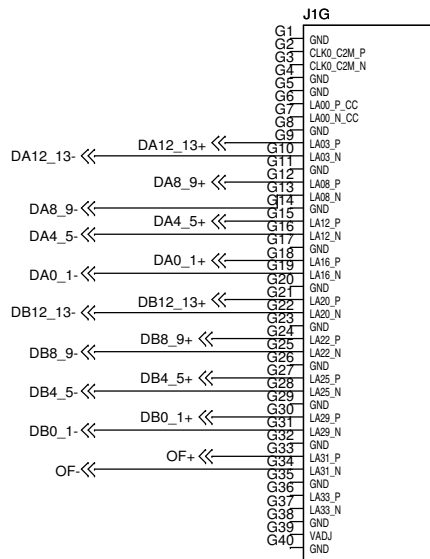 J1G
G1 GND
G2 CLK0_C2M_P
G3 CLK0_C2M_N
G4 GND
G5 GND
G6 LA00_P_CC
G7 LA00_N_CC
G8 GND
DA12_13+ G9 LA03_P
DA12_13- G10 LA03_N
G11 GND
DA8_9+ G12 LA08_P
G13 LA08_N
DA8_9- G14 GND
DA4_5+ G15 LA12_P
DA4_5- G16 LA12_N
G17 GND
DA0_1+ G18 LA16_P
DA0_1- G19 LA16_N
G20 GND
DB12_13+ G21 LA20_P
DB12_13- G22 LA20_N
G23 GND
DB8_9+ G24 LA22_P
DB8_9- G25 LA22_N
G26 GND
DB4_5+ G27 LA25_P
DB4_5- G28 LA25_N
G29 GND
DB0_1+ G30 LA29_P
DB0_1- G31 LA29_N
G32 GND
OF+ G33 LA31_P
OF- G34 LA31_N
G35 GND
G36 LA33_P
G37 LA33_N
G38 GND
G39 VADJ
G40 GND